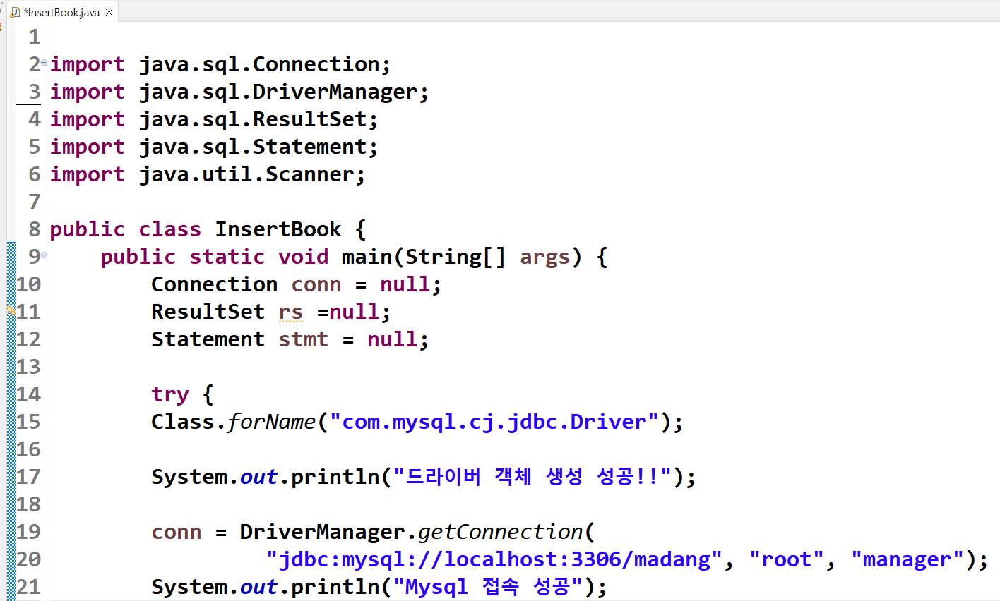 *InsertBook.java
1
2 import java.sql.Connection;
3 import java.sql.DriverManager;
4 import java.sql.ResultSet;
5 import java.sql.Statement;
6 import java.util.Scanner;
7
8 public class InsertBook {
9 public static void main(String[] args) {
10 Connection conn = null;
11 ResultSet rs =null;
12 Statement stmt = null;
13
14 try {
15 Class.forName("com.mysql.cj.jdbc.Driver");
16
17 System.out.println("드라이버 객체 생성 성공!!");
18
19 conn = DriverManager.getConnection(
20 "jdbc:mysql://localhost:3306/madang", "root", "manager");
21 System.out.println("Mysql 접속 성공");